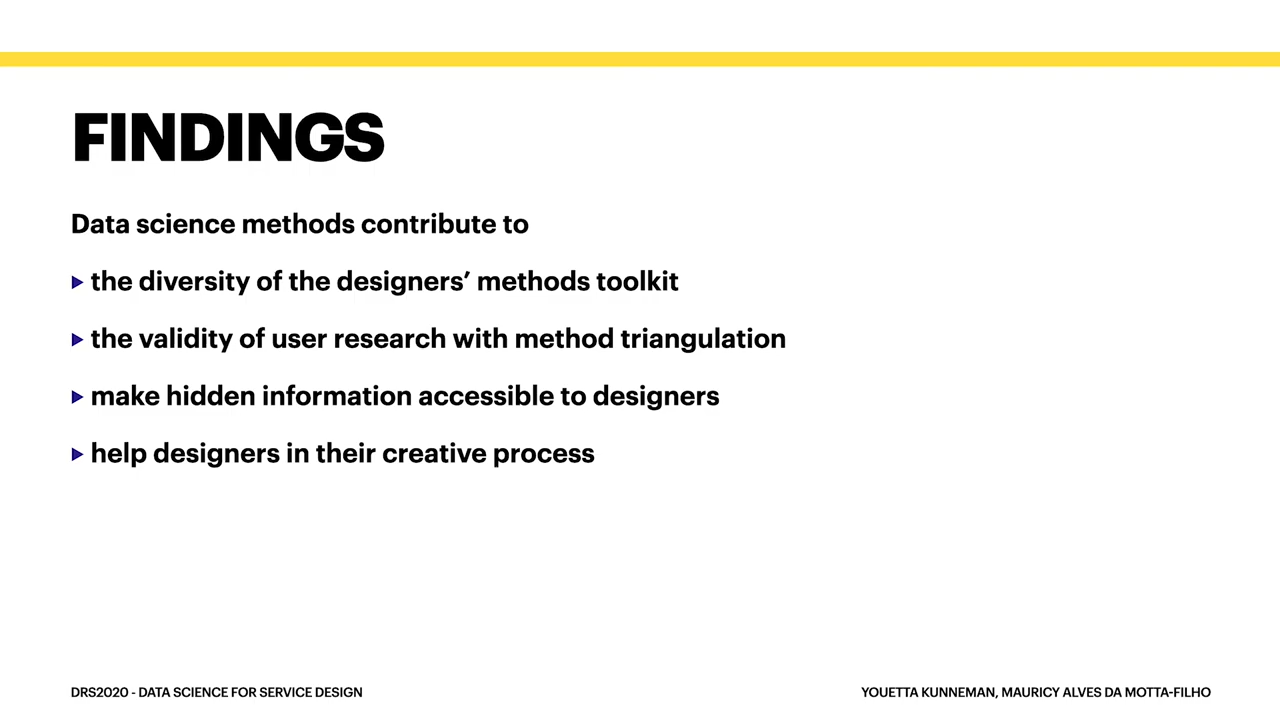 FINDINGS
Data science methods contribute to
the diversity of the designers’ methods toolkit
the validity of user research with method triangulation
make hidden information accessible to designers
help designers in their creative process
DRS2020 - DATA SCIENCE FOR SERVICE DESIGN
YOUETTA KUNNEMAN, MAURICY ALVES DA MOTTA-FILHO